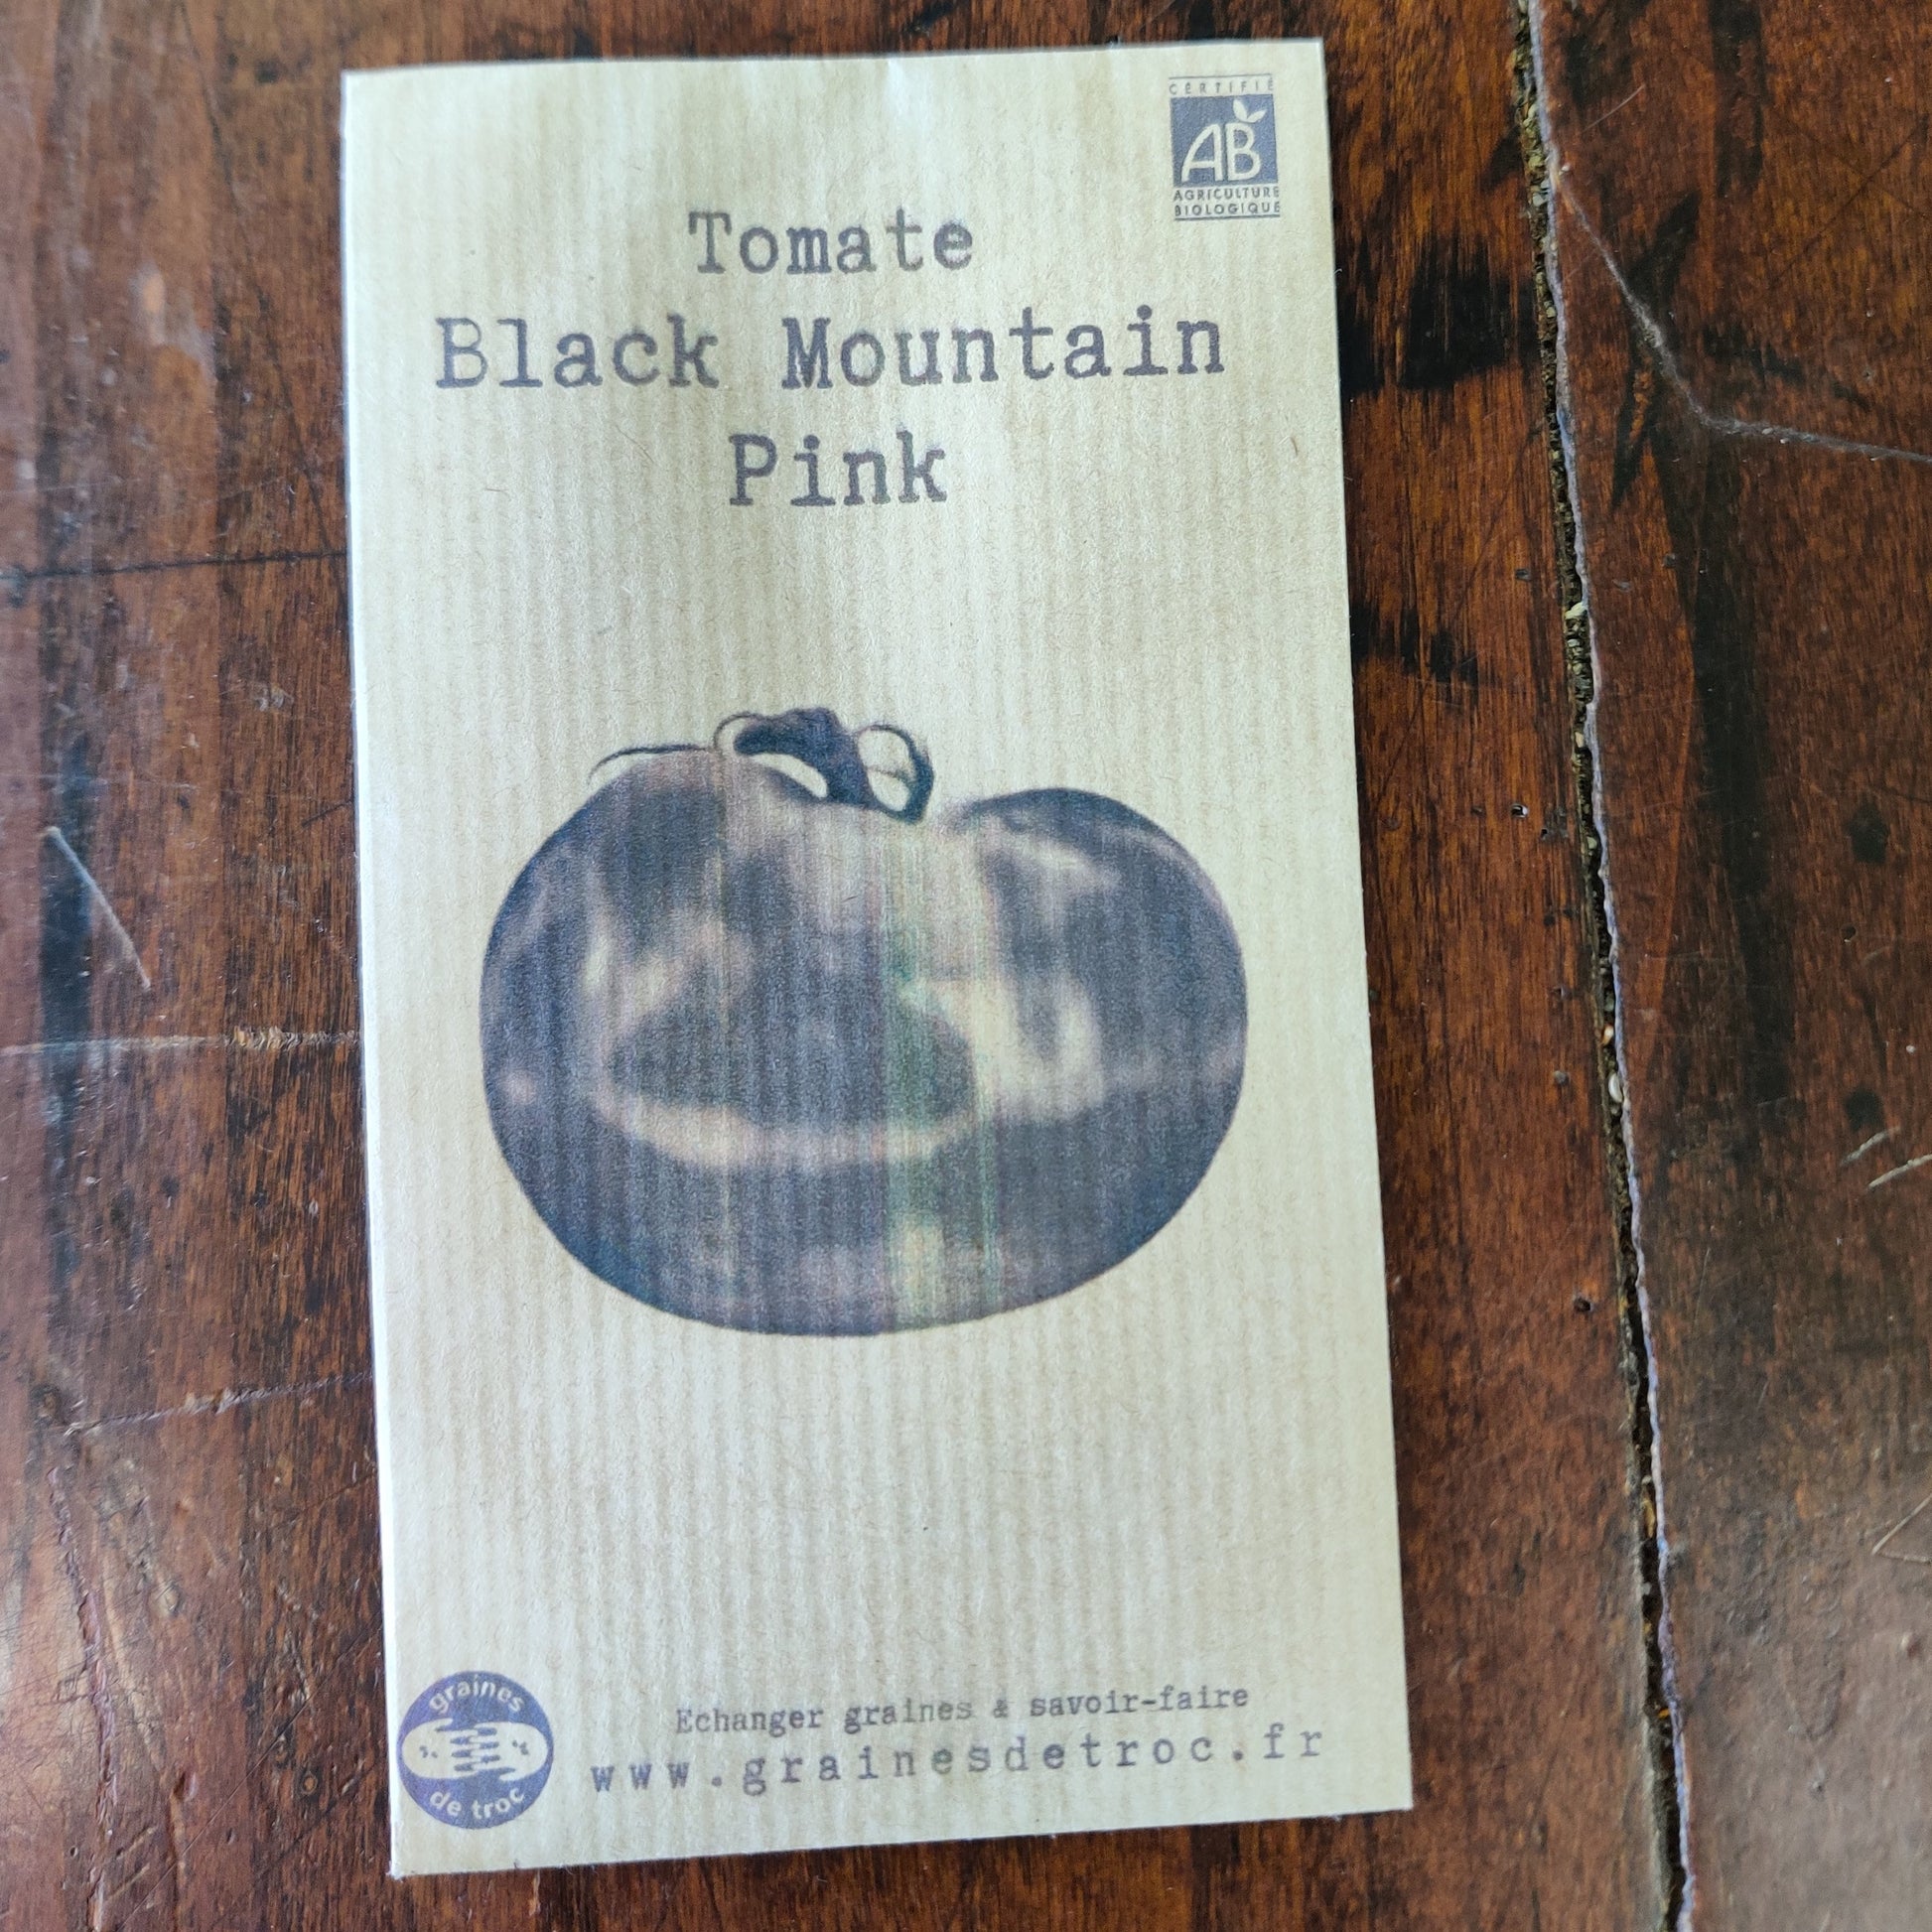 CERTIFIÉ
AB
AGRICULTURE
BIOLOGIQUE
Tomate
Black Mountain
Pink
graines
de troc
Echanger graines & savoir-faire
www.grainesdetroc.fr